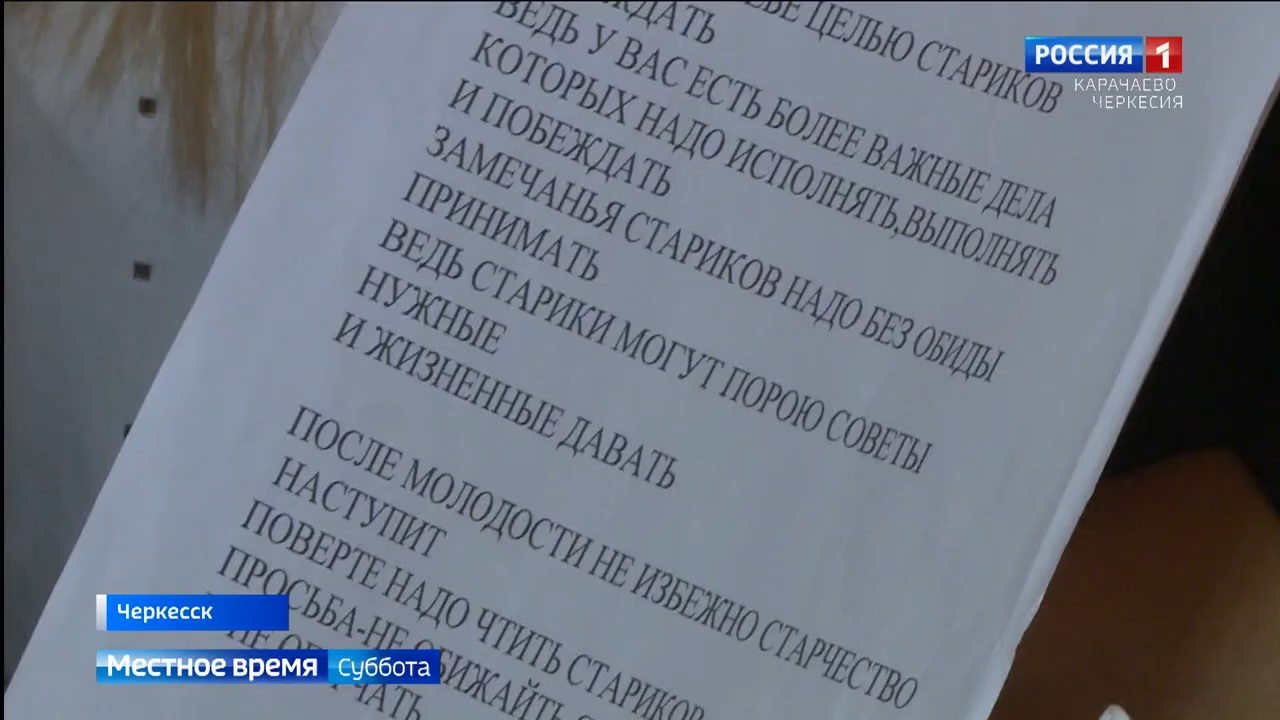 ЦЕЛЬЮ СТАРИКОВ
ВЕДЬ У ВАС ЕСТЬ БОЛЕЕ ВАЖНЫЕ ДЕЛА
КОТОРЫХ НАДО ИСПОЛНЯТЬ,ВЫПОЛНЯТЬ
И ПОБЕЖДАТЬ
ЗАМЕЧАНЬЯ СТАРИКОВ НАДО БЕЗ ОБИДЫ
ПРИНИМАТЬ
ВЕДЬ СТАРИКИ МОГУТ ПОРОЮ СОВЕТЫ
НУЖНЫЕ
И ЖИЗНЕННЫЕ ДАВАТЬ
ПОСЛЕ МОЛОДОСТИ НЕ ИЗБЕЖНО СТАРЧЕСТВО
НАСТУПИТ
ПОВЕРТЕ НАДО ЧТИТЬ СТАРИКОВ
ПРОСЬБА-НЕ ОБИЖАЙТЕ
РОССИЯ 1
КАРАЧАЕВО
ЧЕРКЕСИЯ
Черкесск
Местное время Суббота